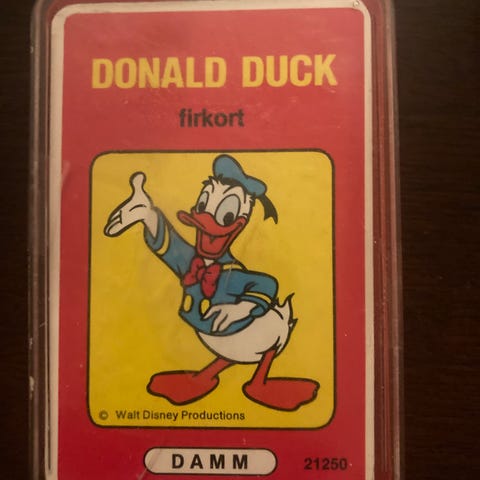 DONALD DUCK
firkort
© Walt Disney Productions
DAMM
21250